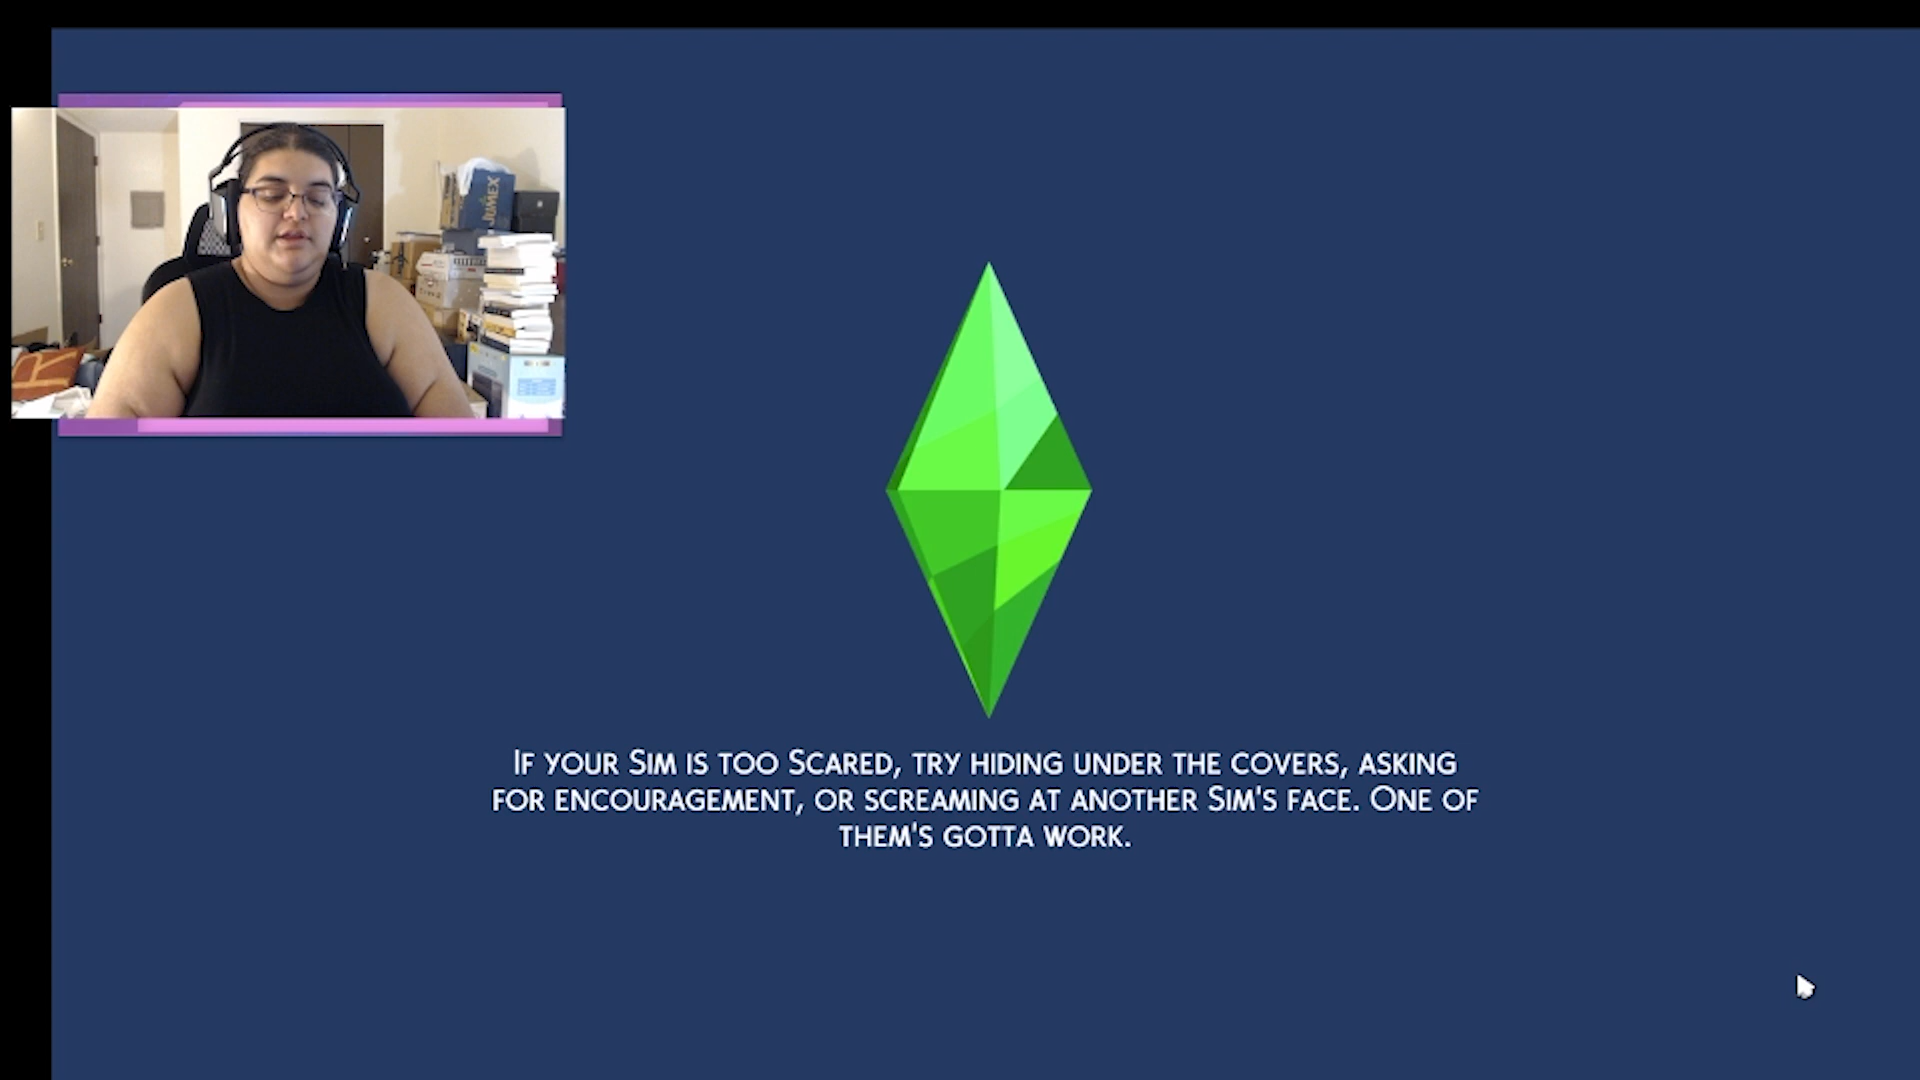 JUMEX
If your Sim is too Scared, try hiding under the covers, asking
for encouragement, or screaming at another Sim's face. One of
them's gotta work.